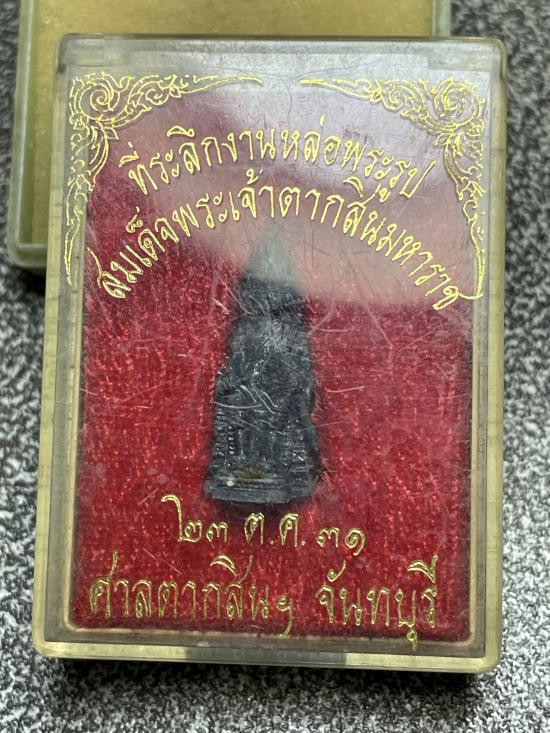 ที่ระลึกงานหล่อพระรูป
สมเด็จพระเจ้าตากสินมหาราช
๒๓ ต.ค. ๓๑
ศาลตากสินฯ จันทบุรี